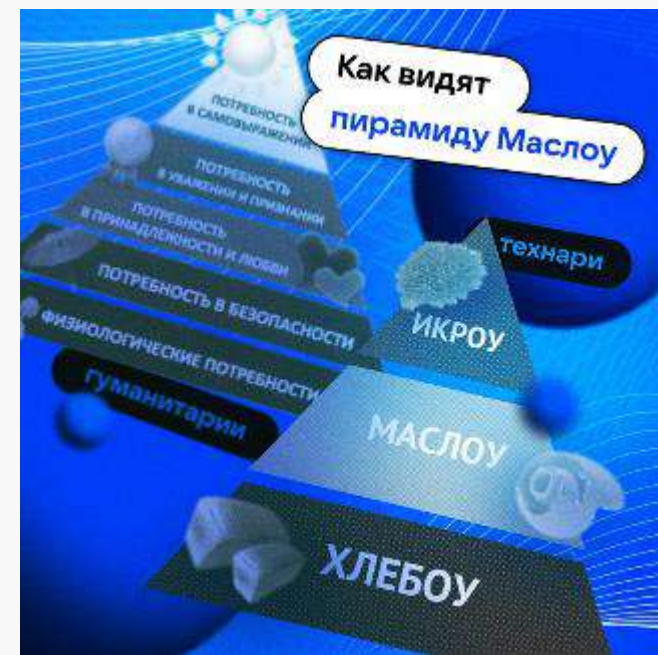 Как видят
пирамиду Маслоу
ПОТРЕБНОСТЬ
В САМОВЫРАЖЕНИИ
ПОТРЕБНОСТЬ
В УВАЖЕНИИ И ПРИЗНАНИИ
ПОТРЕБНОСТЬ
В ПРИНАДЛЕЖНОСТИ И ЛЮБВИ
ПОТРЕБНОСТЬ В БЕЗОПАСНОСТИ
ФИЗИОЛОГИЧЕСКИЕ ПОТРЕБНОСТИ
гуманитарии
технари
ИКРОУ
МАСЛОУ
ХЛЕБОУ